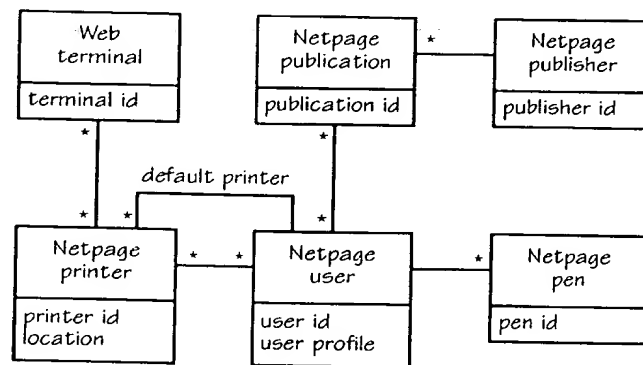 Web
terminal
terminal id
Netpage
publication
publication id
*
Netpage
publisher
publisher id
*
*
default printer
*
*
*
Netpage
printer
printer id
location
*
*
Netpage
user
user id
user profile
*
Netpage
pen
pen id